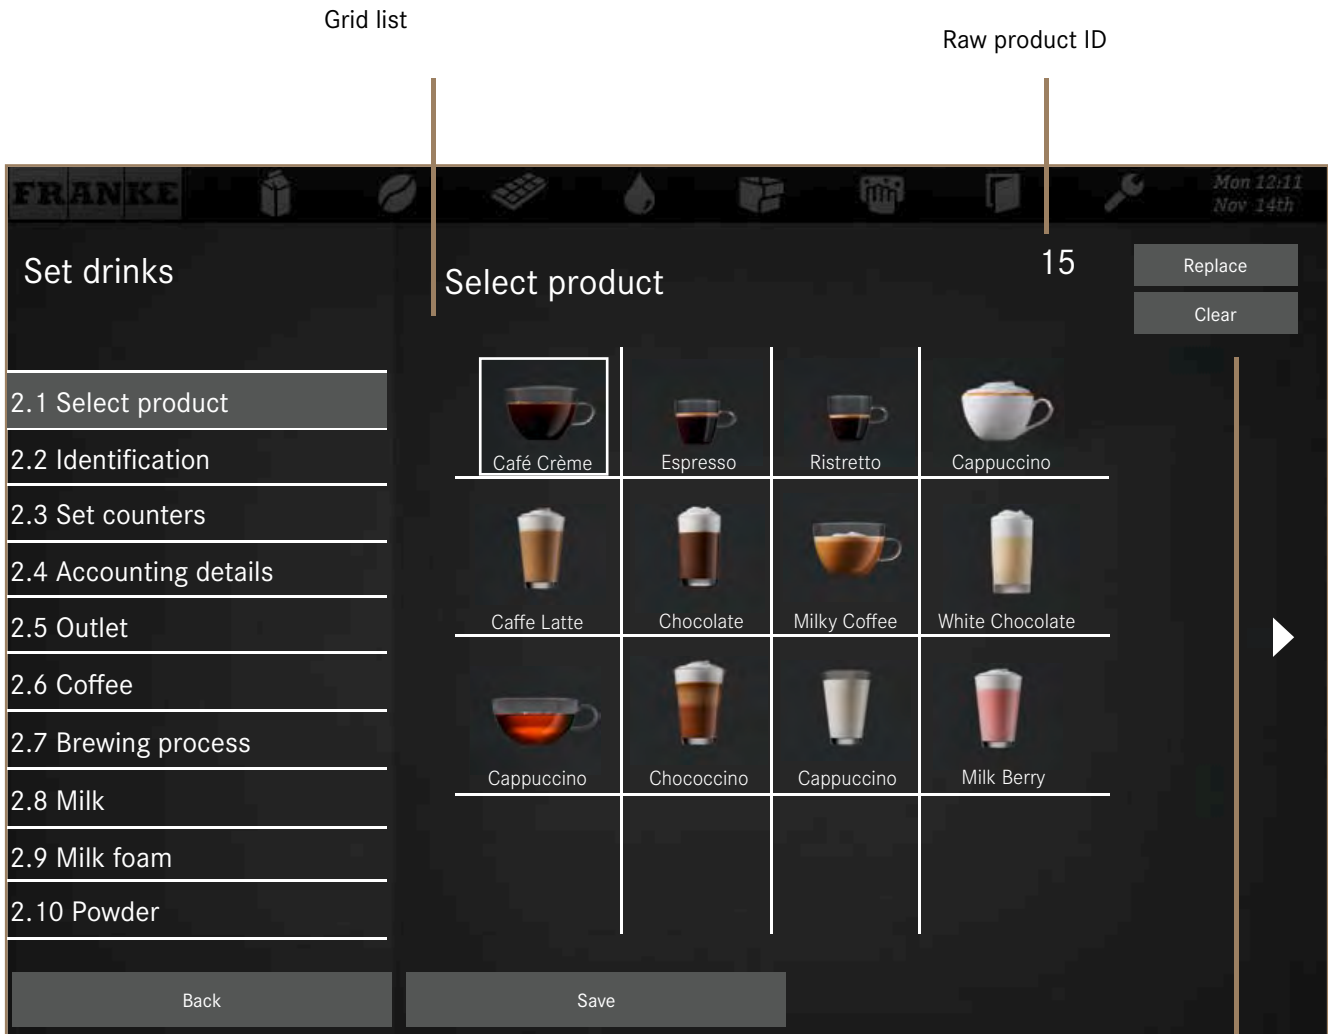 Grid list
Raw product ID
FRANKE
Mon 12:11
Nov 14th
Set drinks
Select product
15
Replace
Clear
2.1 Select product
2.2 Identification
2.3 Set counters
2.4 Accounting details
2.5 Outlet
2.6 Coffee
2.7 Brewing process
2.8 Milk
2.9 Milk foam
2.10 Powder
Café Crème
Espresso
Ristretto
Cappuccino
Caffe Latte
Chocolate
Milky Coffee
White Chocolate
Cappuccino
Chococcino
Cappuccino
Milk Berry
Back
Save